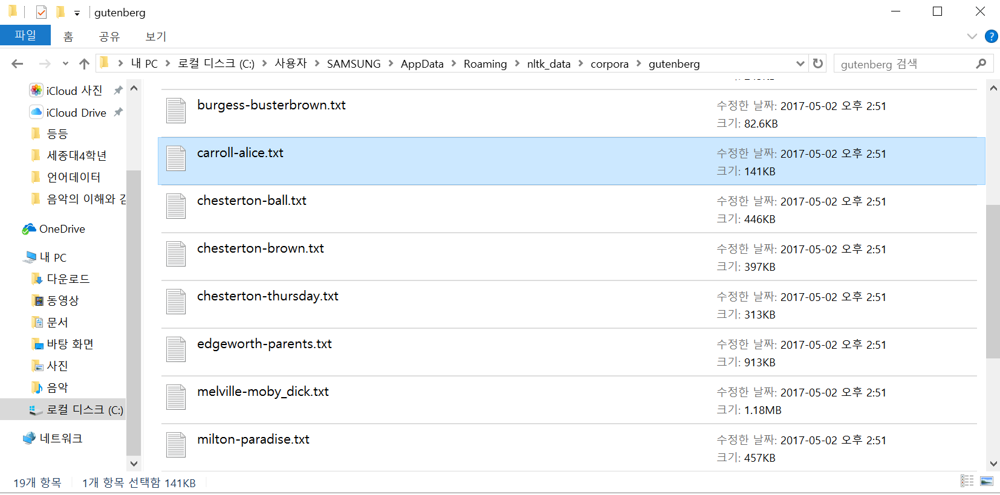 gutenberg
파일 홈 공유 보기
내 PC 로컬 디스크 (C:) 사용자 SAMSUNG AppData Roaming nltk_data corpora gutenberg
gutenberg 검색
iCloud 사진
iCloud Drive
등등
세종대4학년
언어데이터
음악의 이해와
OneDrive
내 PC
다운로드
동영상
문서
바탕 화면
사진
음악
로컬 디스크 (C:)
네트워크
burgess-busterbrown.txt
수정한 날짜: 2017-05-02 오후 2:51
크기: 82.6KB
carroll-alice.txt
수정한 날짜: 2017-05-02 오후 2:51
크기: 141KB
chesterton-ball.txt
수정한 날짜: 2017-05-02 오후 2:51
크기: 446KB
chesterton-brown.txt
수정한 날짜: 2017-05-02 오후 2:51
크기: 397KB
chesterton-thursday.txt
수정한 날짜: 2017-05-02 오후 2:51
크기: 313KB
edgeworth-parents.txt
수정한 날짜: 2017-05-02 오후 2:51
크기: 913KB
melville-moby_dick.txt
수정한 날짜: 2017-05-02 오후 2:51
크기: 1.18MB
milton-paradise.txt
수정한 날짜: 2017-05-02 오후 2:51
크기: 457KB
19개 항목 1개 항목 선택함 141KB